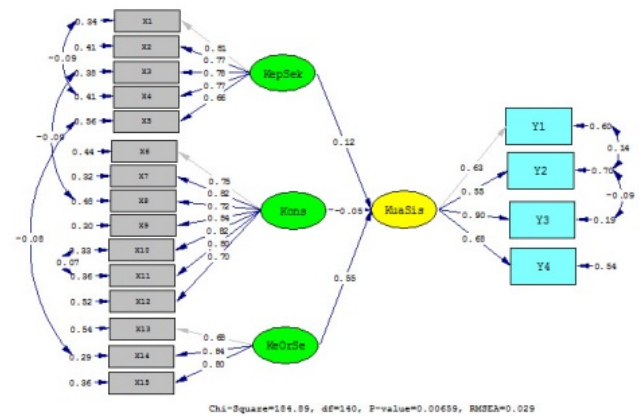 0.34 X1
0.41 X2 0.81
0.77
-0.09 0.38 X3 0.78 KepSek
0.77
0.41 X4 0.66
0.56 X5
-0.09
0.12
0.44 X6
0.32 X7 0.75
0.82
0.48 X8 0.72 Kons -0.05 KuaSis
0.30 X9 0.84
0.82
-0.08 0.33 X10 0.80
0.07 0.70
0.36 X11
0.52 X12
0.55
0.54 X13 0.68
0.29 X14 0.84 KeOrSe
0.36 X15 0.80
Y1 0.60
0.63 0.14
0.55 Y2 0.70
-0.09
0.90 Y3 0.19
0.68
Y4 0.54
Chi-Square=184.89, df=140, P-value=0.00659, RMSEA=0.029